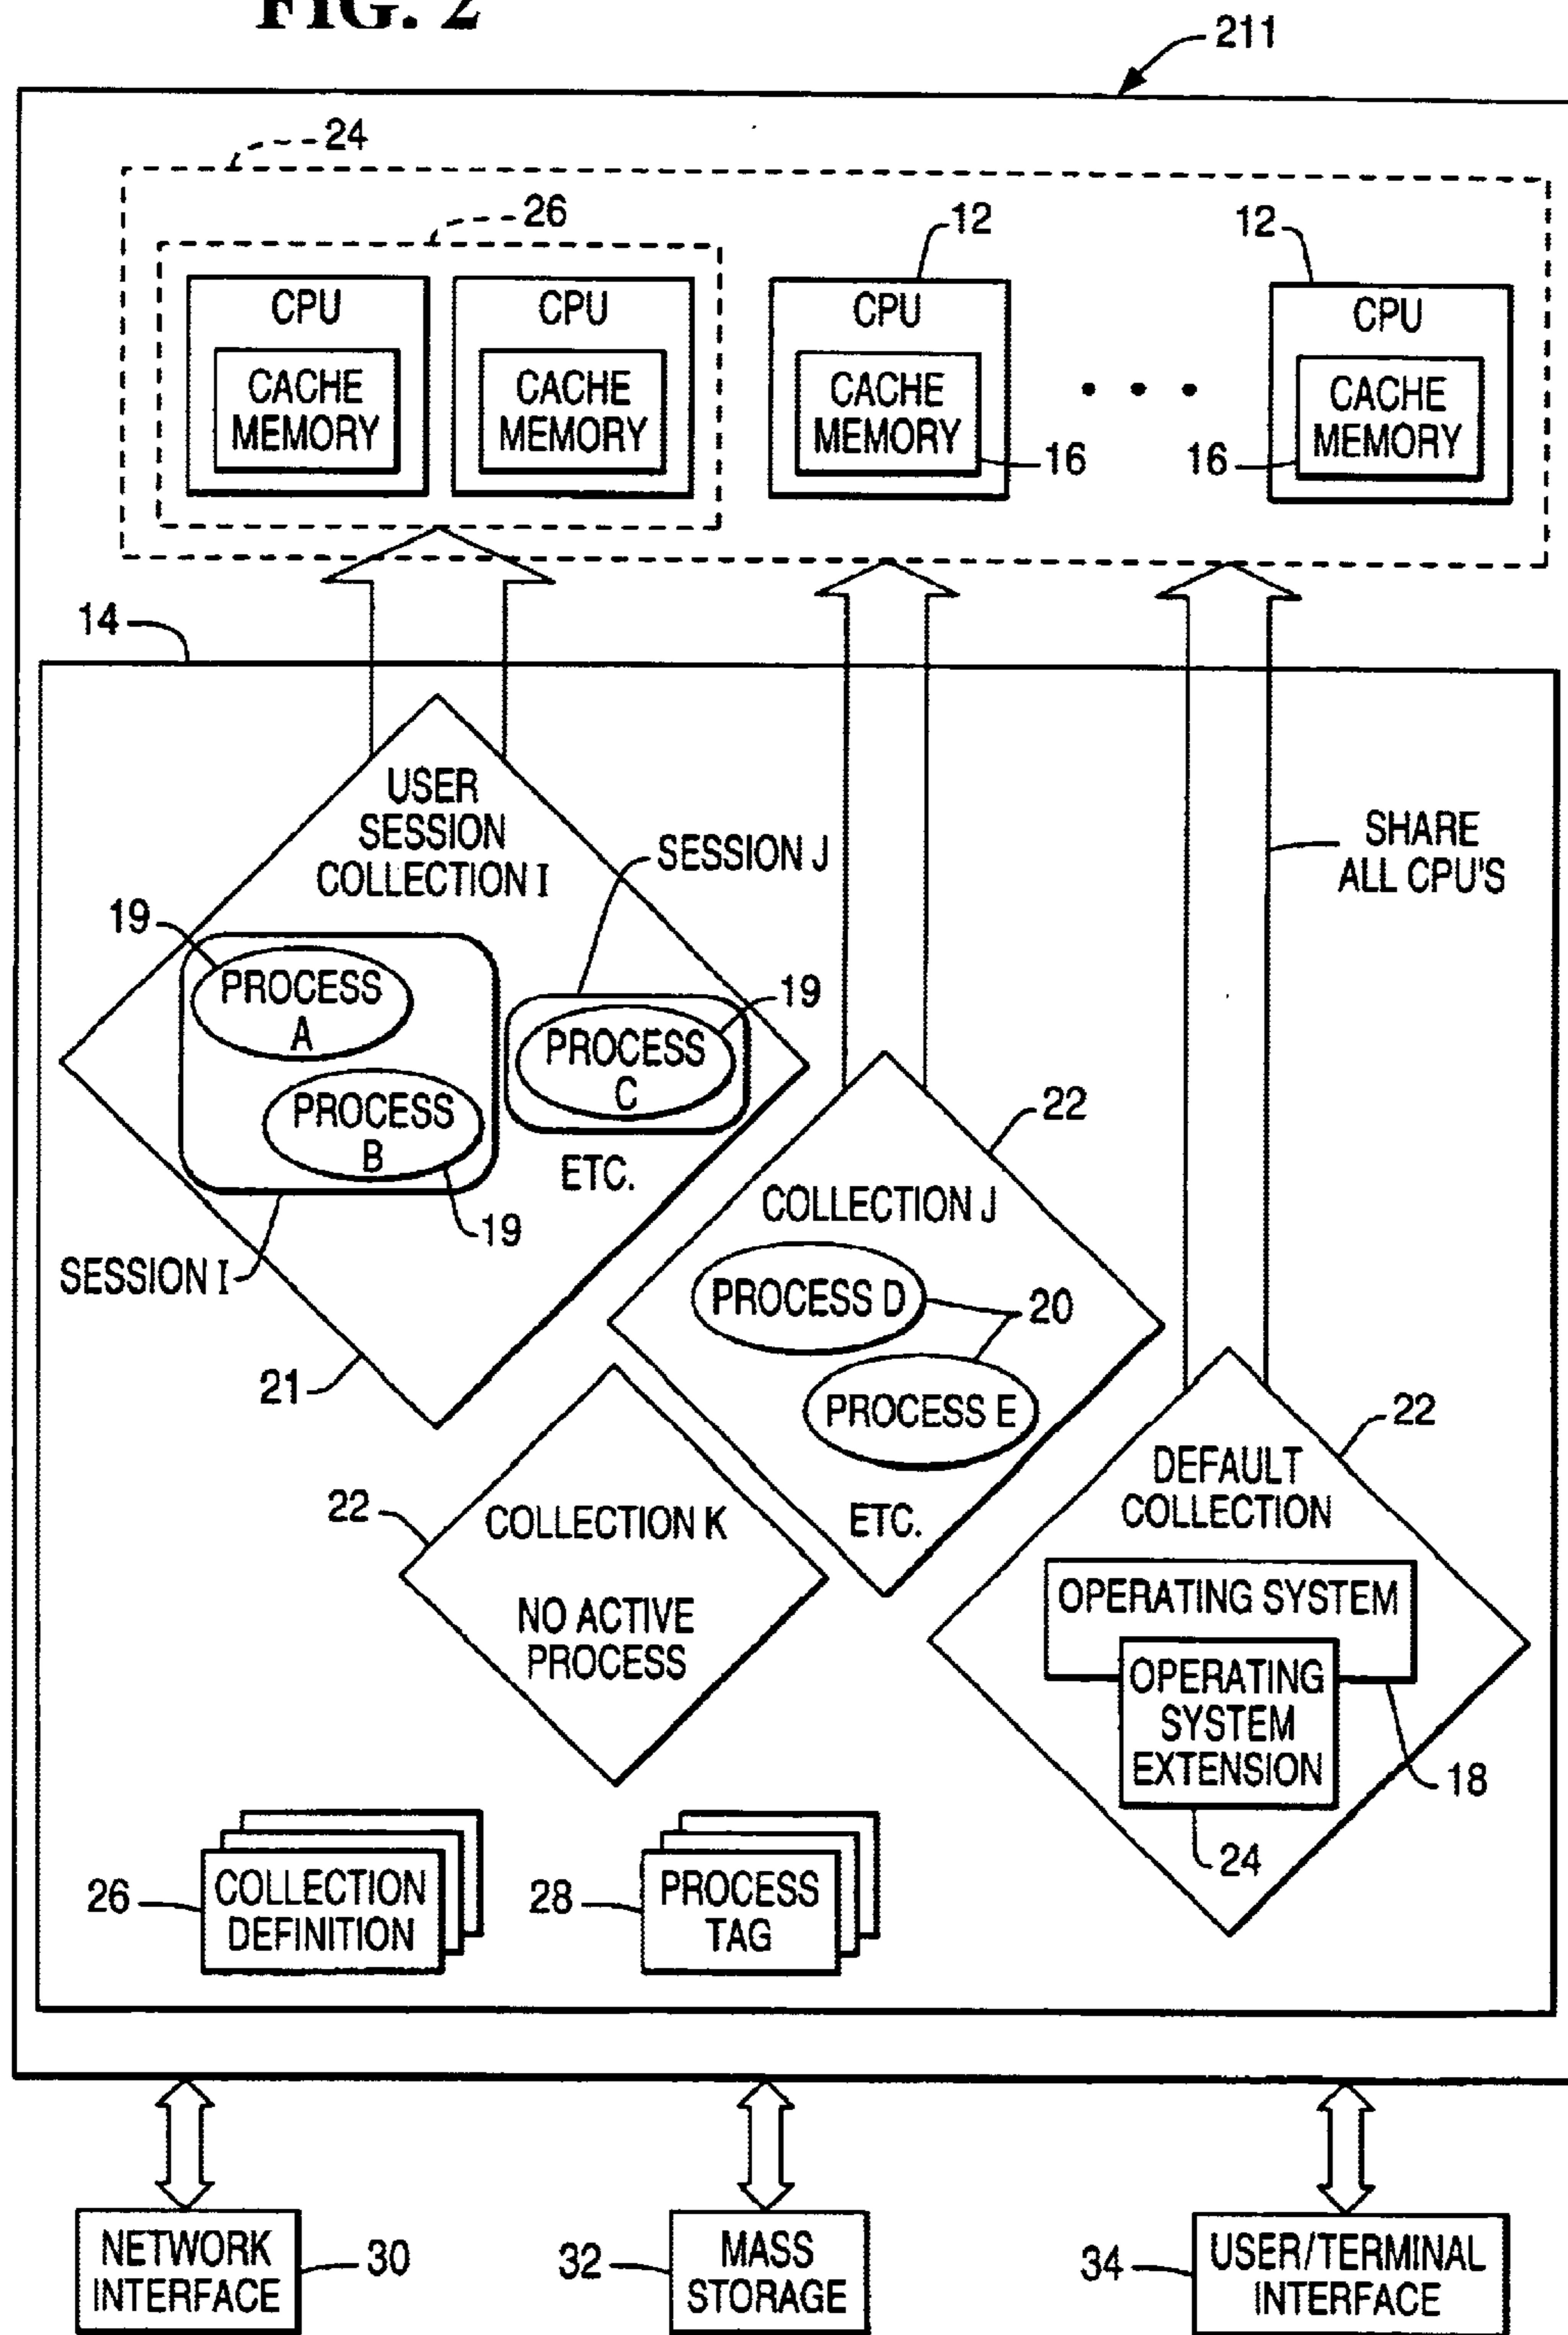 FIG. 2
211
24
26
12
12
CPU
CPU
CPU
CPU
CACHE
MEMORY
CACHE
MEMORY
CACHE
MEMORY
• • •
CACHE
MEMORY
16
16
14
USER
SESSION
COLLECTION I
SESSION J
SHARE
ALL CPU'S
19
PROCESS
A
19
PROCESS
C
PROCESS
B
ETC.
19
SESSION I
21
22
COLLECTION J
PROCESS D
20
PROCESS E
ETC.
22
COLLECTION K
NO ACTIVE
PROCESS
22
DEFAULT
COLLECTION
OPERATING SYSTEM
OPERATING
SYSTEM
EXTENSION
18
24
26
COLLECTION
DEFINITION
28
PROCESS
TAG
NETWORK
INTERFACE
30
32
MASS
STORAGE
34
USER/TERMINAL
INTERFACE